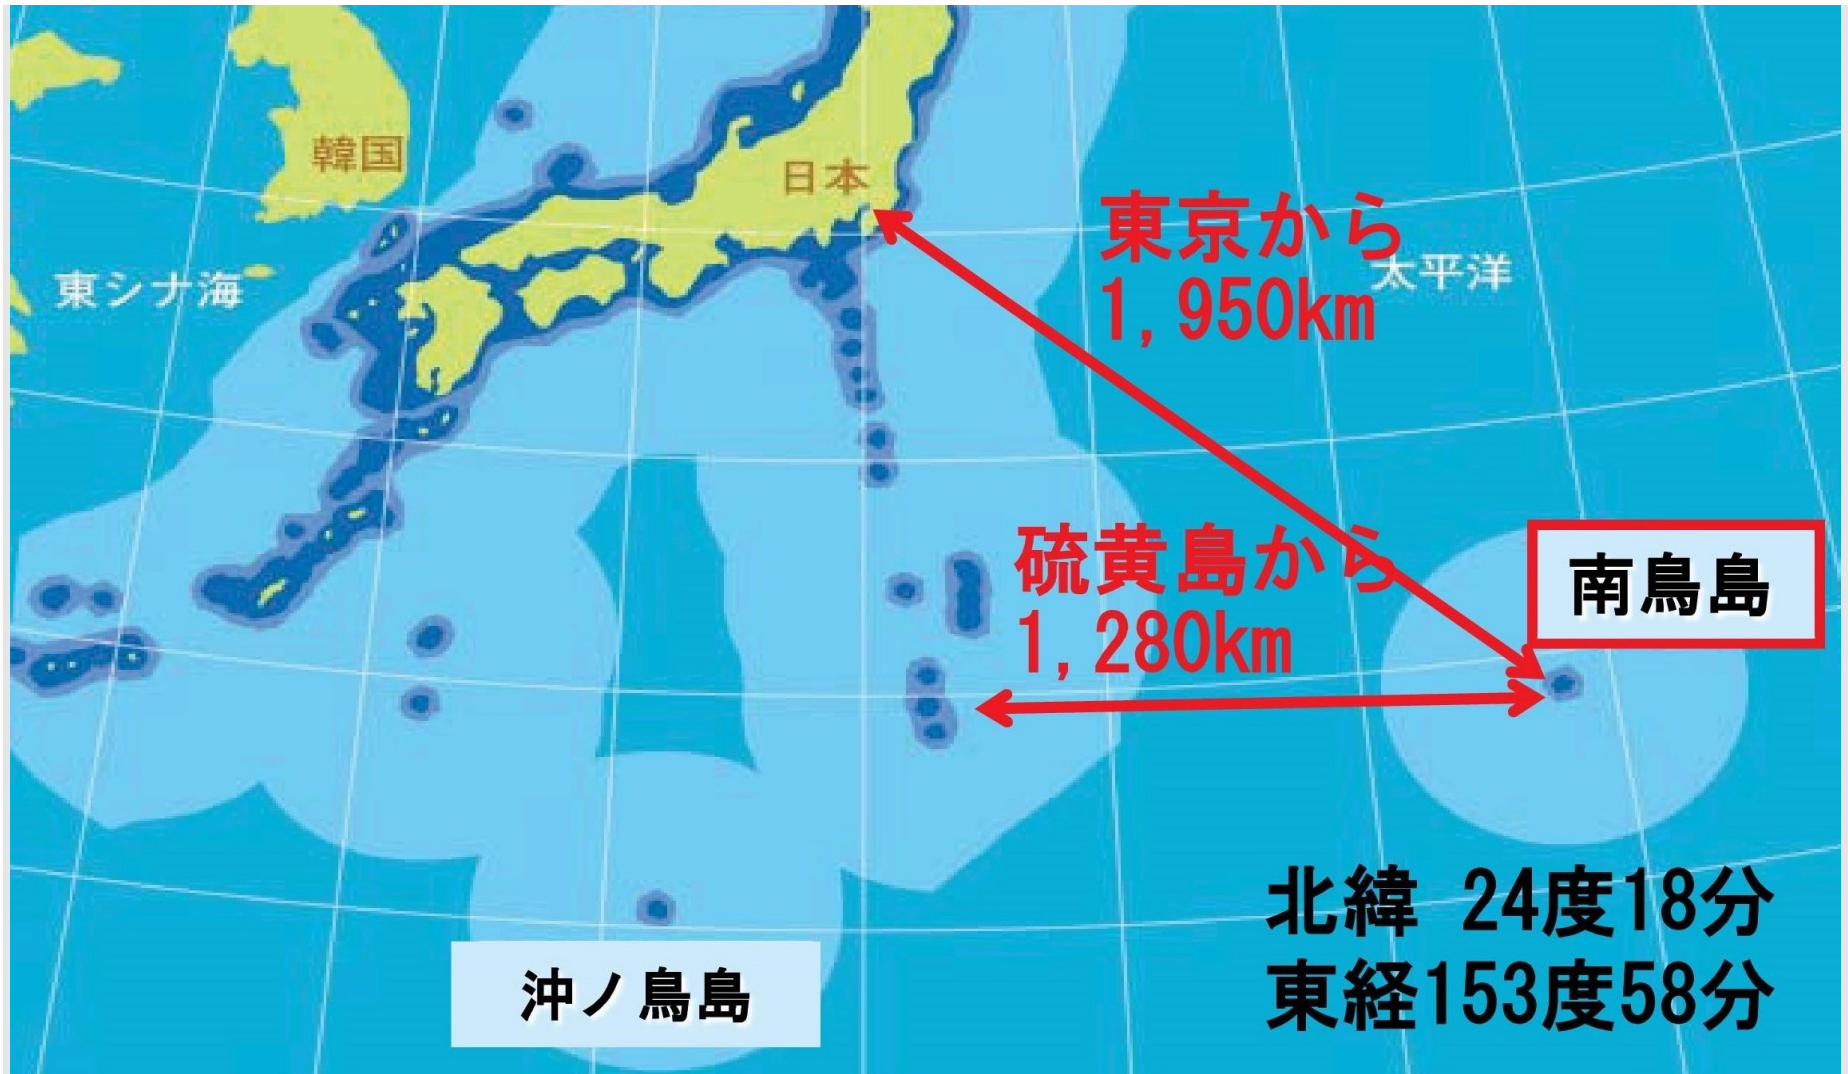 韓国
日本
東シナ海
東京から
1,950km
太平洋
硫黄島から
1,280km
南鳥島
沖ノ鳥島
北緯 24度18分
東経153度58分